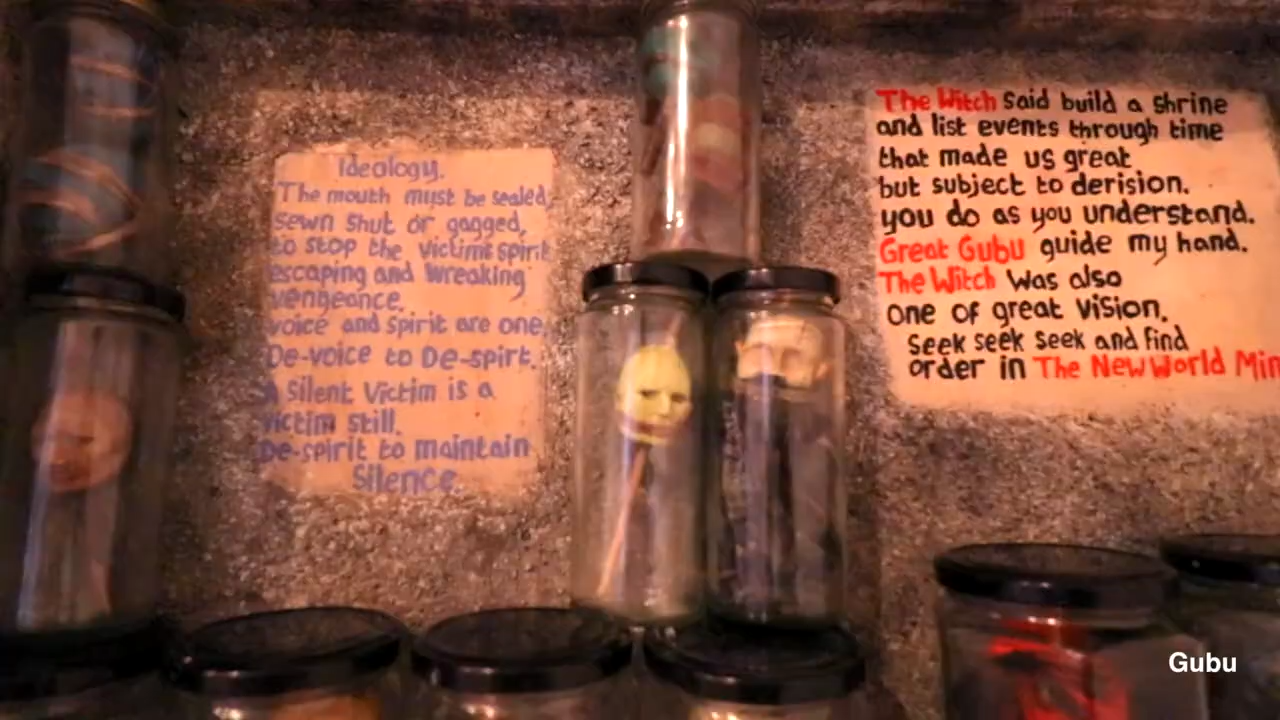 Ideology.
The mouth must be sealed,
sewn shut or gagged,
to stop the victims spirit
escaping and wreaking
vengeance.
voice and spirit are one,
De-voice to De-spirt.
A Silent Victim is a
victim still.
De-spirit to maintain
Silence
The Witch said build a shrine
and list events through time
that made us great
but subject to derision.
you do as you understand.
Great Gubu guide my hand.
The Witch was also
one of great vision.
seek seek seek and find
order in The New World Min
Gubu